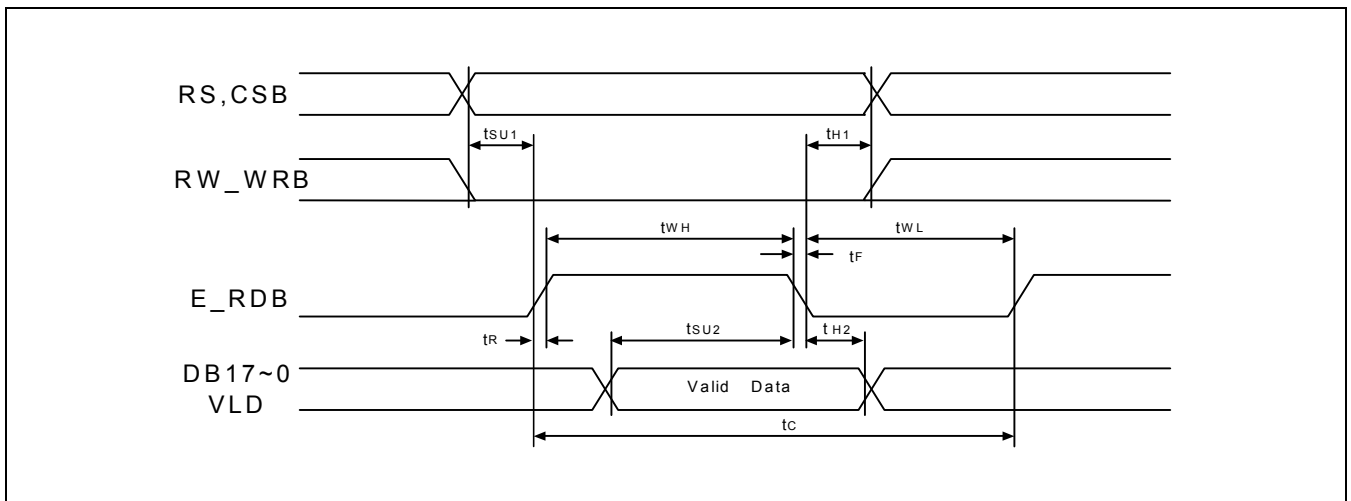 RS,CSB
tSU1
tH1
RW_WRB
tWH
tWL
tF
E_RDB
tR
tSU2
tH2
DB17~0
VLD
Valid Data
tC